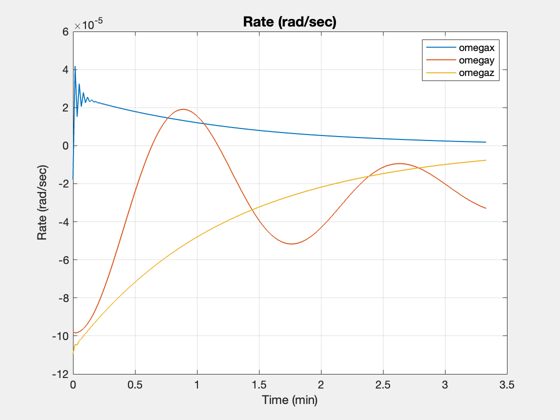 Rate (rad/sec)
×10⁻⁵
6
4
2
0
-2
-4
-6
-8
-10
-12
Rate (rad/sec)
omegax
omegay
omegaz
0 0.5 1 1.5 2 2.5 3 3.5
Time (min)